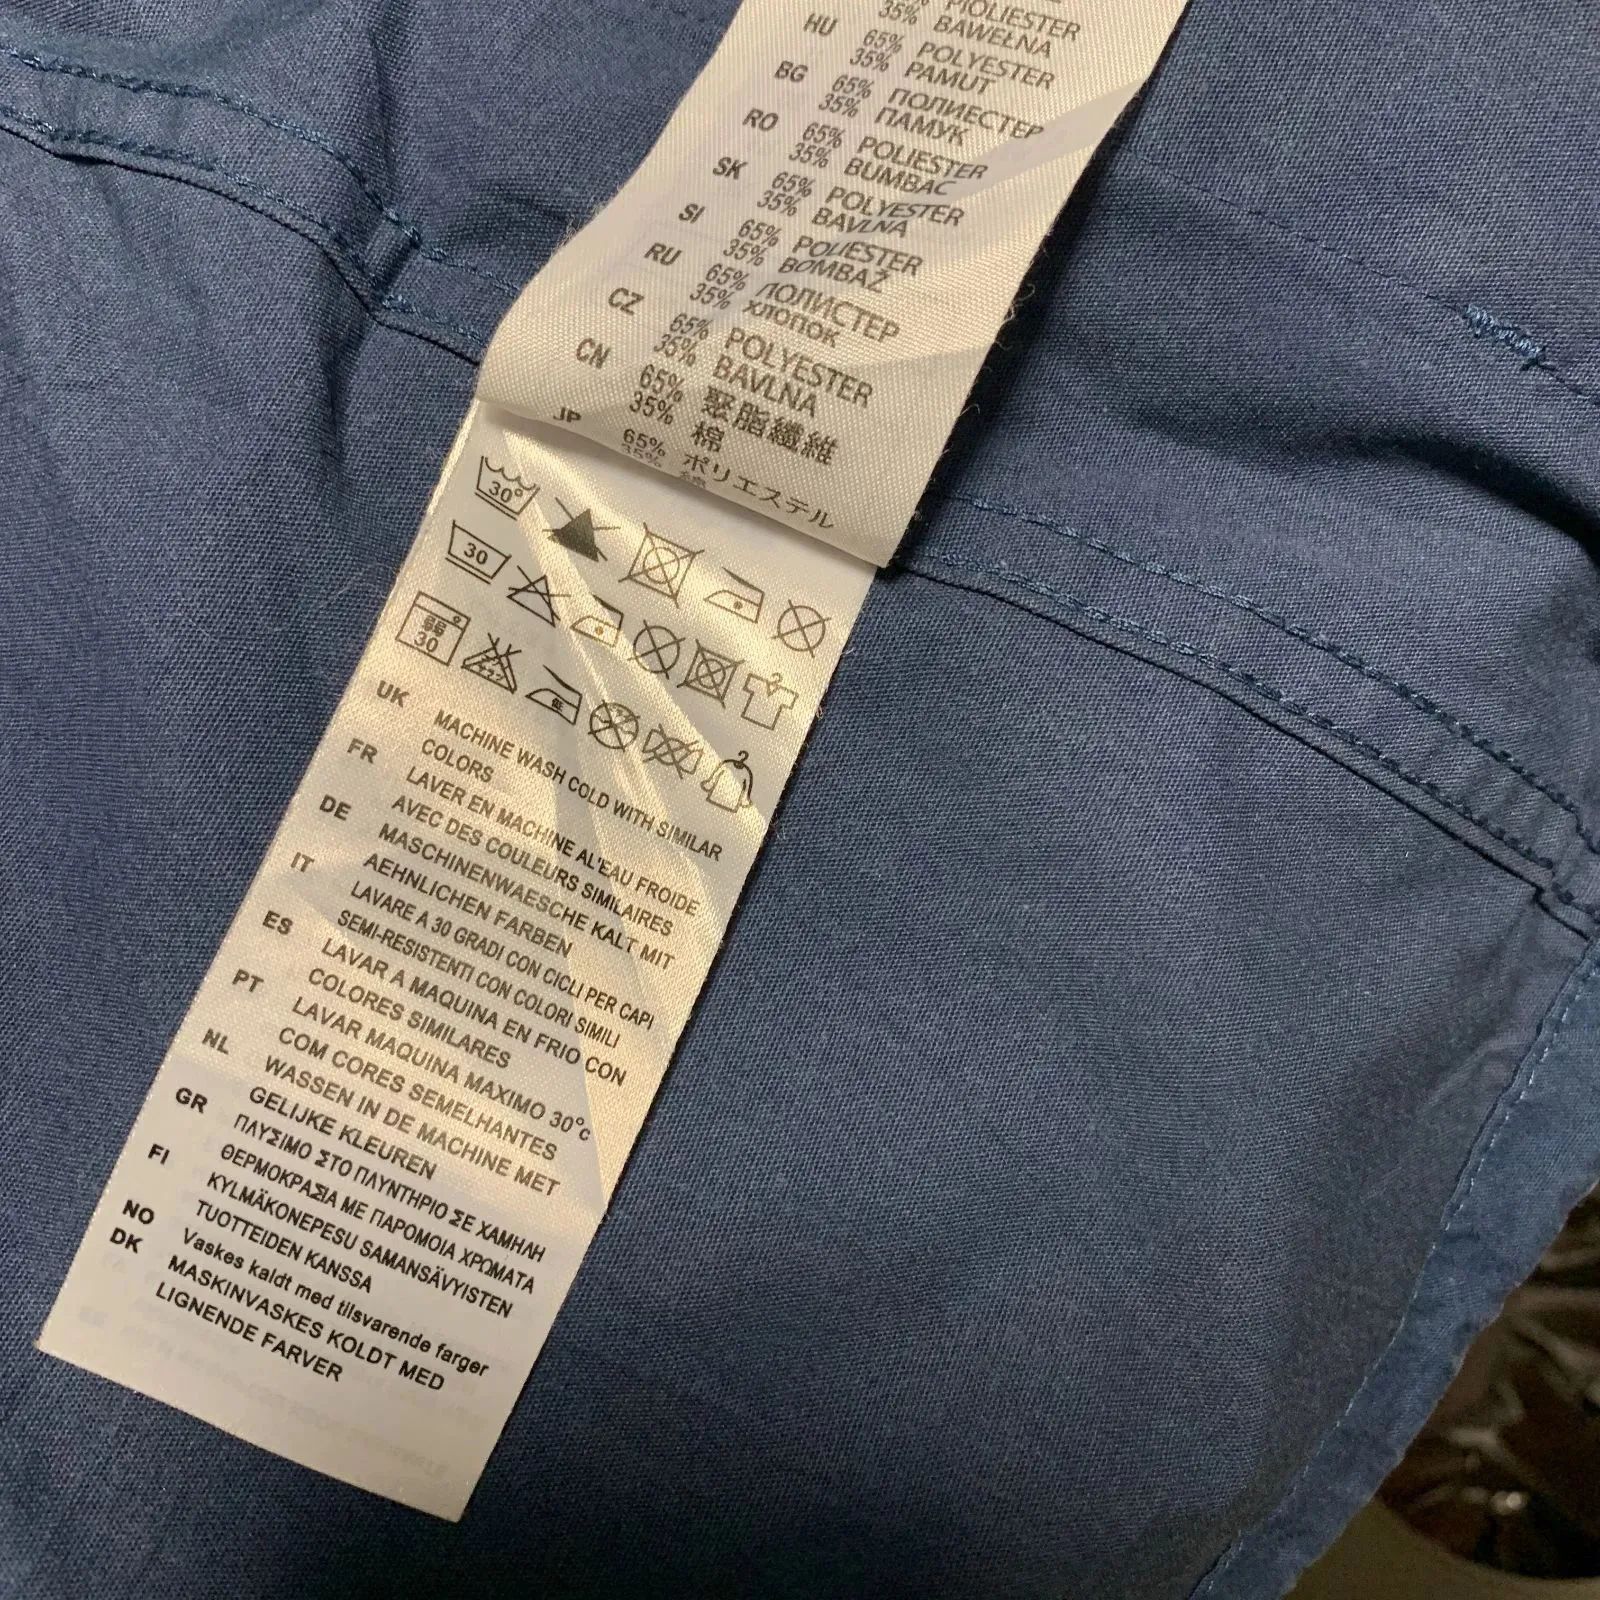 35% BAWEŁNA
HU 65% POLYESTER
35% PAMUT
BG 65% ПОЛИЕСТЕР
35% ПАМУК
RO 65% POLIESTER
35% BUMBAC
SK 65% POLYESTER
35% BAVLNA
SI 65% POLIESTER
35% BOMBAŽ
RU 65% ПОЛИСТЕР
35% ХЛОПОК
CZ 65% POLYESTER
35% BAVLNA
CN 65% 聚脂纖維
35% 棉
JP 65% ポリエステル
35%
30°
30
弱
30
UK MACHINE WASH COLD WITH SIMILAR
COLORS
FR LAVER EN MACHINE AL'EAU FROIDE
AVEC DES COULEURS SIMILAIRES
DE MASCHINENWAESCHE KALT MIT
AEHNLICHEN FARBEN
IT LAVARE A 30 GRADI CON CICLI PER CAPI
SEMI-RESISTENTI CON COLORI SIMILI
ES LAVAR A MAQUINA EN FRIO CON
COLORES SIMILARES
PT LAVAR MAQUINA MAXIMO 30°c
COM CORES SEMELHANTES
NL WASSEN IN DE MACHINE MET
GELIJKE KLEUREN
GR ΠΛΥΣΙΜΟ ΣΤΟ ΠΛΥΝΤΗΡΙΟ ΣΕ ΧΑΜΗΛΗ
ΘΕΡΜΟΚΡΑΣΙΑ ΜΕ ΠΑΡΟΜΟΙΑ ΧΡΩΜΑΤΑ
FI KYLMÄKONEPESU SAMANSÄVYISTEN
TUOTTEIDEN KANSSA
NO Vaskes kaldt med tilsvarende farger
DK MASKINVASKES KOLDT MED
LIGNENDE FARVER